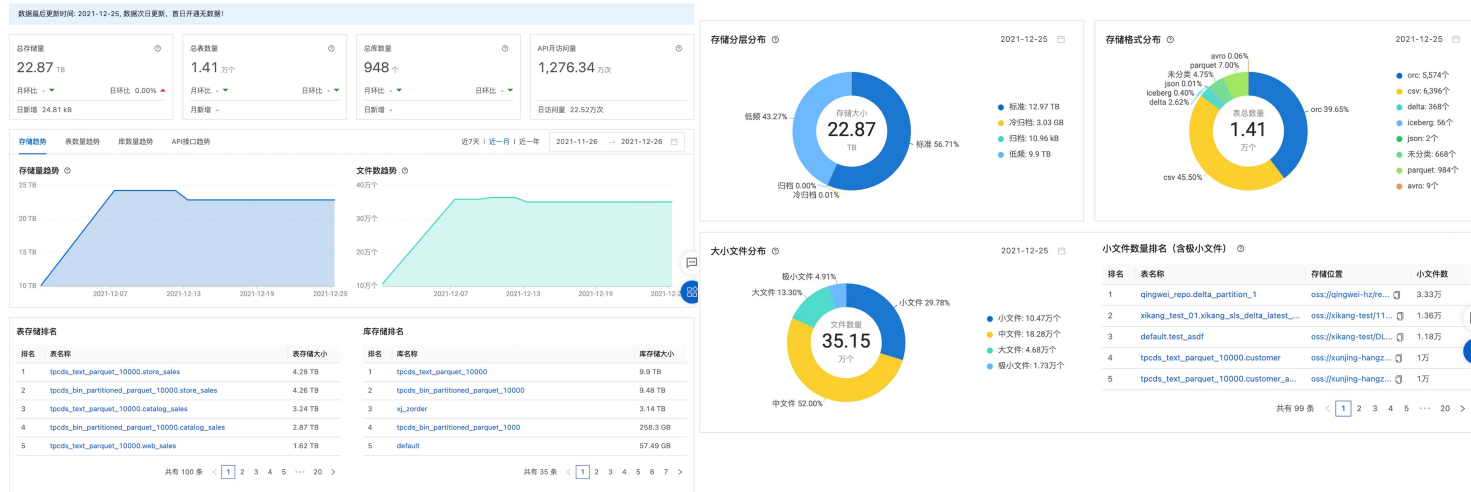 数据最后更新时间: 2021-12-25, 数据次日更新，首日开通无数据!
总存储量
22.87 TB
月环比 - 日环比 0.00%
日新增 24.81 kB
总表数量
1.41 万个
月环比 - 日环比 -
月新增 -
总库数量
948 个
月环比 - 日环比 -
日新增 -
API月访问量
1,276.34 万次
日访问量 22.52万次
存储趋势 表数量趋势 库数量趋势 API接口趋势
近7天 | 近一月 | 近一年 2021-11-26 → 2021-12-26
存储量趋势
25 TB
20 TB
15 TB
10 TB
2021-12-07 2021-12-13 2021-12-19 2021-12-25
文件数趋势
40万个
30万个
20万个
10万个
2021-12-07 2021-12-13 2021-12-19
表存储排名
排名 表名称 表存储大小
1 tpcds_text_parquet_10000.store_sales 4.28 TB
2 tpcds_bin_partitioned_parquet_10000.store_sales 4.26 TB
3 tpcds_text_parquet_10000.catalog_sales 3.24 TB
4 tpcds_bin_partitioned_parquet_10000.catalog_sales 2.87 TB
5 tpcds_text_parquet_10000.web_sales 1.62 TB
共有 100 条 < 1 2 3 4 5 ··· 20 >
库存储排名
排名 库名称 库存储大小
1 tpcds_text_parquet_10000 9.9 TB
2 tpcds_bin_partitioned_parquet_10000 9.48 TB
3 xj_zorder 3.14 TB
4 tpcds_bin_partitioned_parquet_1000 258.3 GB
5 default 57.49 GB
共有 35 条 < 1 2 3 4 5 6 7 >
存储分层分布
2021-12-25
低频 43.27%
存储大小
22.87
TB
标准 56.71%
归档 0.00%
冷归档 0.01%
标准: 12.97 TB
冷归档: 3.03 GB
归档: 10.96 kB
低频: 9.9 TB
存储格式分布
2021-12-25
avro 0.06%
parquet 7.00%
未分类 4.75%
json 0.01%
iceberg 0.40%
delta 2.62%
表总数量
1.41
万个
orc 39.65%
csv 45.50%
orc: 5,574个
csv: 6,396个
delta: 368个
iceberg: 56个
json: 2个
未分类: 668个
parquet: 984个
avro: 9个
大小文件分布
2021-12-25
极小文件 4.91%
大文件 13.30%
小文件 29.78%
文件数量
35.15
万个
中文件 52.00%
小文件: 10.47万个
中文件: 18.28万个
大文件: 4.68万个
极小文件: 1.73万个
小文件数量排名（含极小文件）
排名 表名称 存储位置 小文件数
1 qingwei_repo.delta_partition_1 oss://qingwei-hz/re... 3.33万
2 xikang_test_01.xikang_sls_delta_latest_... oss://xikang-test/11... 1.36万
3 default.test_asdf oss://xikang-test/DL... 1.18万
4 tpcds_text_parquet_10000.customer oss://xunjing-hangz... 1万
5 tpcds_text_parquet_10000.customer_a... oss://xunjing-hangz... 1万
共有 99 条 < 1 2 3 4 5 ··· 20 >